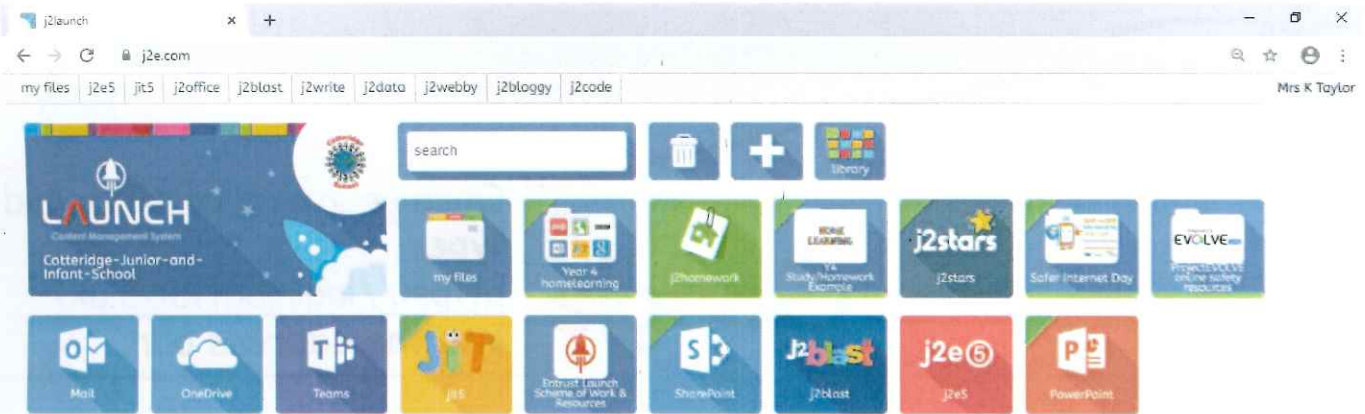 j2launch
j2e.com
my files j2e5 jit5 j2office j2blast j2write j2data j2webby j2bloggy j2code
Mrs K Taylor
Cotteridge
School
LAUNCH
Content Management System
Cotteridge-Junior-and-
Infant-School
search
library
my files
Year 4
homelearning
j2homework
HOME
LEARNING
Y4
Study/Homework
Example
j2stars
j2stars
Safer Internet Day
EVOLVE
ProjectEVOLVE
online safety
resources
Mail
OneDrive
Teams
JiT
jit5
Entrust Launch
Scheme of Work &
Resources
SharePoint
j2blast
j2blast
j2e5
j2e5
PowerPoint